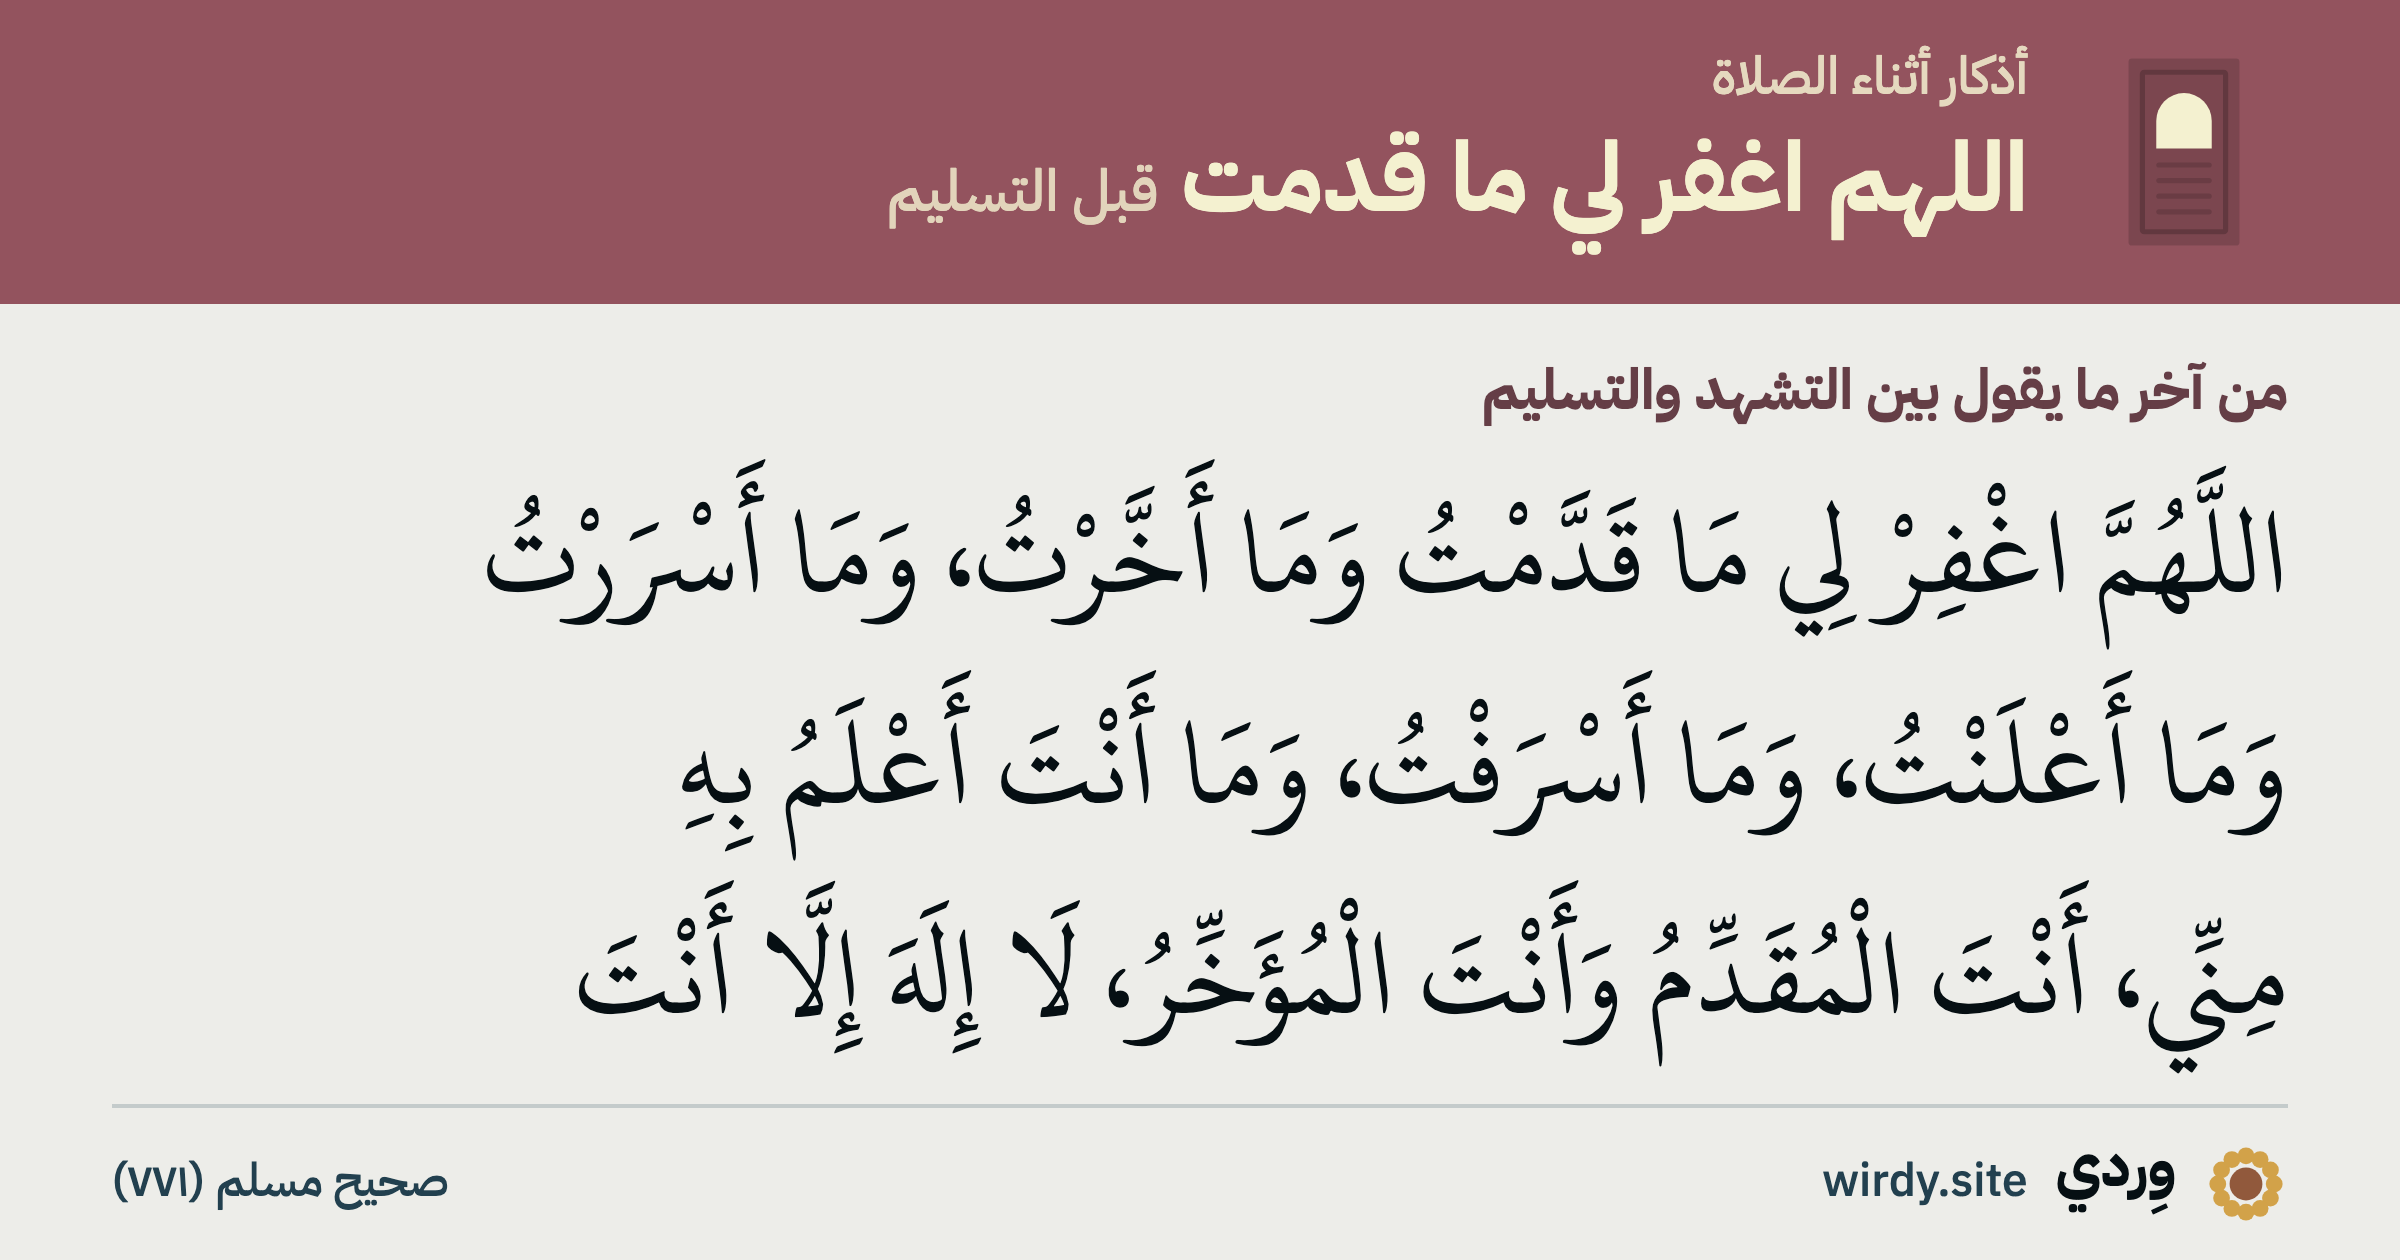 أذكار أثناء الصلاة
اللهم اغفر لي ما قدمت قبل التسليم
من آخر ما يقول بين التشهد والتسليم
اللَّهُمَّ اغْفِرْ لِي مَا قَدَّمْتُ وَمَا أَخَّرْتُ، وَمَا أَسْرَرْتُ
وَمَا أَعْلَنْتُ، وَمَا أَسْرَفْتُ، وَمَا أَنْتَ أَعْلَمُ بِهِ
مِنِّي، أَنْتَ الْمُقَدِّمُ وَأَنْتَ الْمُؤَخِّرُ، لَا إِلَهَ إِلَّا أَنْتَ
وِردي wirdy.site
صحيح مسلم (٧٧١)